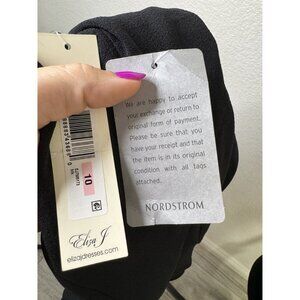 We are happy to accept
your exchange or return to
original form of payment.
Please be sure that you
have your receipt and that
the item is in its original
condition with all tags
attached.
NORDSTROM
10
Eliza J
elizajdresses.com